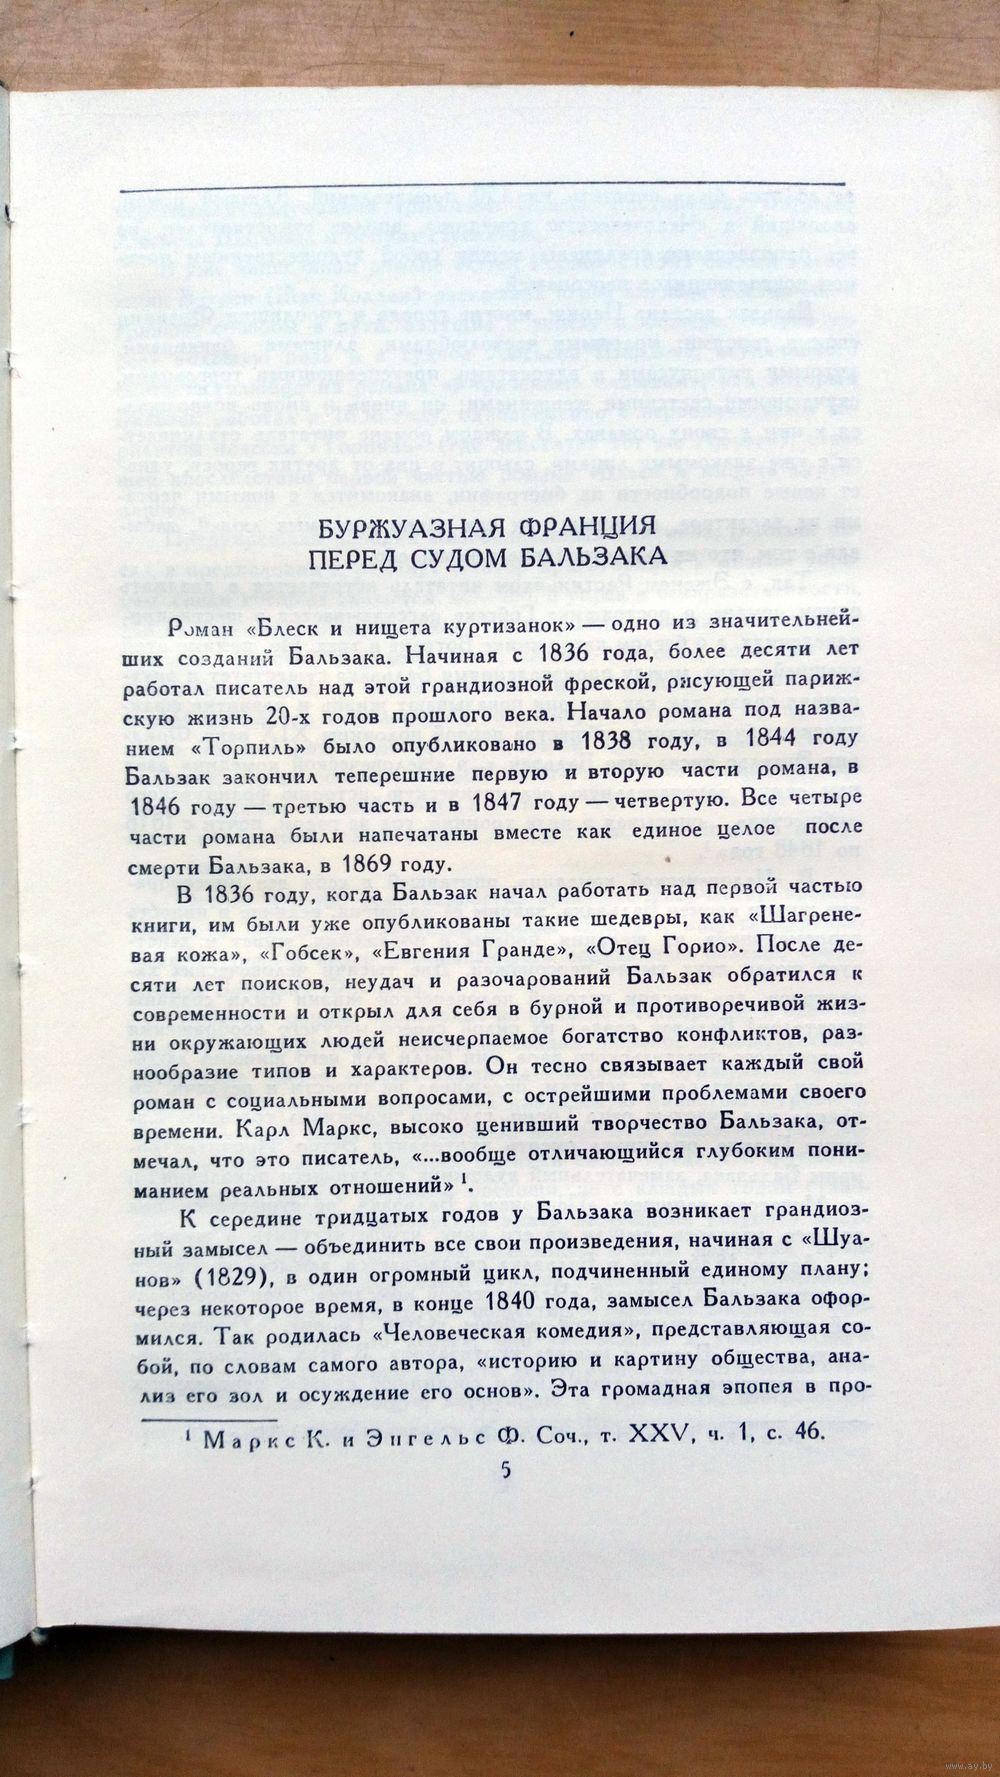 БУРЖУАЗНАЯ ФРАНЦИЯ
ПЕРЕД СУДОМ БАЛЬЗАКА
Роман «Блеск и нищета куртизанок» — одно из значительней-
ших созданий Бальзака. Начиная с 1836 года, более десяти лет
работал писатель над этой грандиозной фреской, рисующей париж-
скую жизнь 20-х годов прошлого века. Начало романа под назва-
нием «Торпиль» было опубликовано в 1838 году, в 1844 году
Бальзак закончил теперешние первую и вторую части романа, в
1846 году — третью часть и в 1847 году — четвертую. Все четыре
части романа были напечатаны вместе как единое целое после
смерти Бальзака, в 1869 году.
В 1836 году, когда Бальзак начал работать над первой частью
книги, им были уже опубликованы такие шедевры, как «Шагрене-
вая кожа», «Гобсек», «Евгения Гранде», «Отец Горио». После де-
сяти лет поисков, неудач и разочарований Бальзак обратился к
современности и открыл для себя в бурной и противоречивой жиз-
ни окружающих людей неисчерпаемое богатство конфликтов, раз-
нообразие типов и характеров. Он тесно связывает каждый свой
роман с социальными вопросами, с острейшими проблемами своего
времени. Карл Маркс, высоко ценивший творчество Бальзака, от-
мечал, что это писатель, «...вообще отличающийся глубоким пони-
манием реальных отношений» 1.
К середине тридцатых годов у Бальзака возникает грандиоз-
ный замысел — объединить все свои произведения, начиная с «Шуа-
нов» (1829), в один огромный цикл, подчиненный единому плану;
через некоторое время, в конце 1840 года, замысел Бальзака офор-
мился. Так родилась «Человеческая комедия», представляющая со-
бой, по словам самого автора, «историю и картину общества, ана-
лиз его зол и осуждение его основ». Эта громадная эпопея в про-
1 Маркс К. и Энгельс Ф. Соч., т. XXV, ч. 1, с. 46.
5
www.ay.by